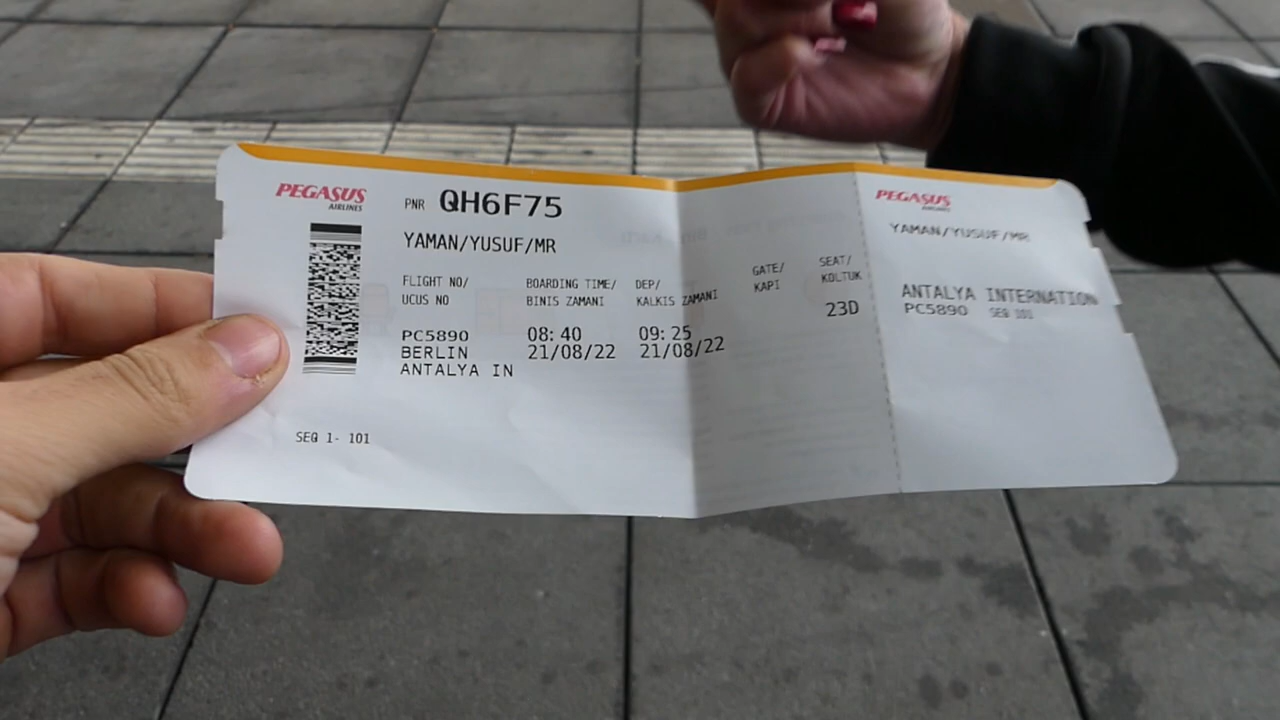 PEGASUS
AIRLINES
PNR QH6F75
YAMAN/YUSUF/MR
FLIGHT NO/ BOARDING TIME/ DEP/ GATE/ SEAT/
UCUS NO BINIS ZAMANI KALKIS ZAMANI KAPI KOLTUK
23D
PC5890 08:40 09:25
BERLIN 21/08/22 21/08/22
ANTALYA IN
SEQ 1- 101
PEGASUS
AIRLINES
YAMAN/YUSUF/MR
ANTALYA INTERNATION
PC5890 SEQ 101